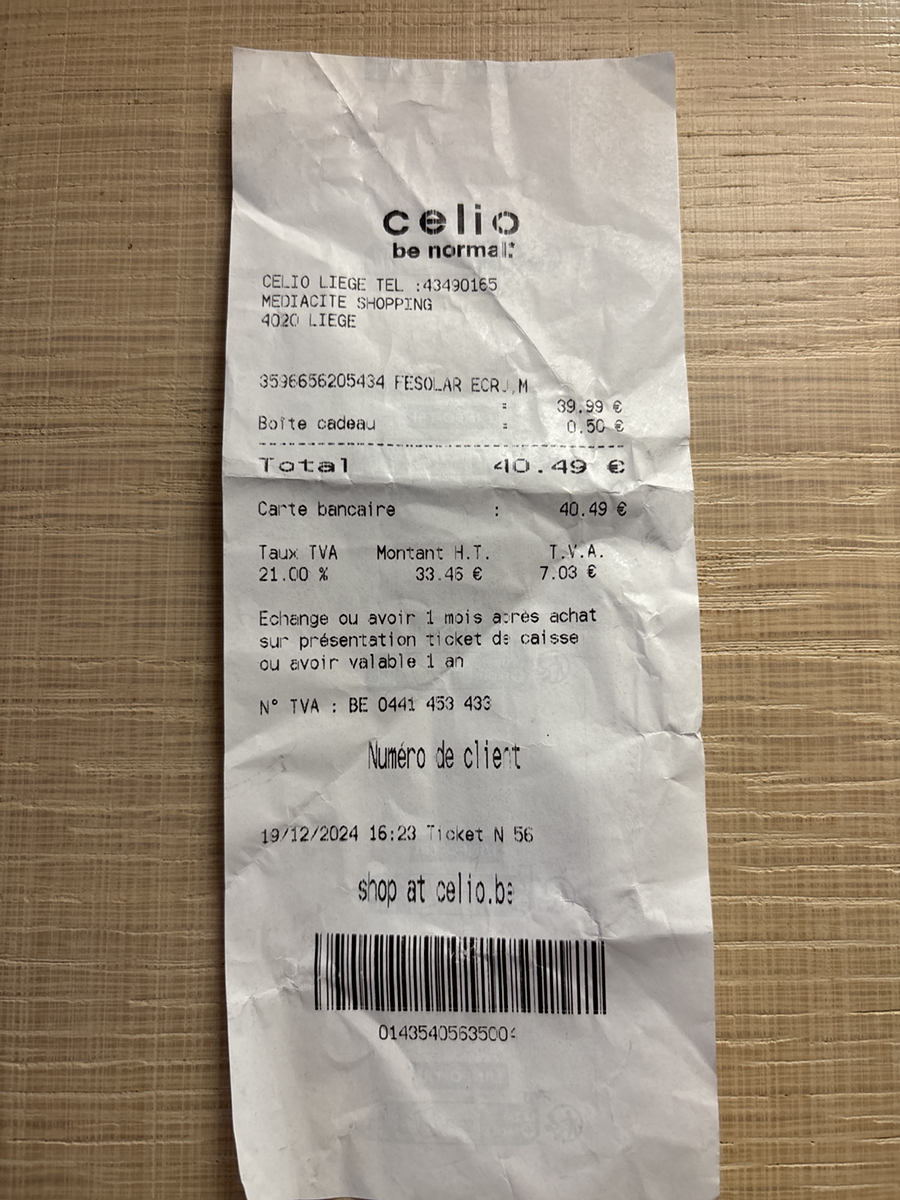 celio
be normal:
CELIO LIEGE TEL :43490165
MEDIACITE SHOPPING
4020 LIEGE
3596656205434 FESOLAR ECRU,M
: 39.99 €
Boîte cadeau : 0.50 €
Total 40.49 €
Carte bancaire : 40.49 €
Taux TVA Montant H.T. T.V.A.
21.00 % 33.46 € 7.03 €
Echange ou avoir 1 mois après achat
sur présentation ticket de caisse
ou avoir valable 1 an
N° TVA : BE 0441 453 433
Numéro de client
19/12/2024 16:23 Ticket N 56
shop at celio.be